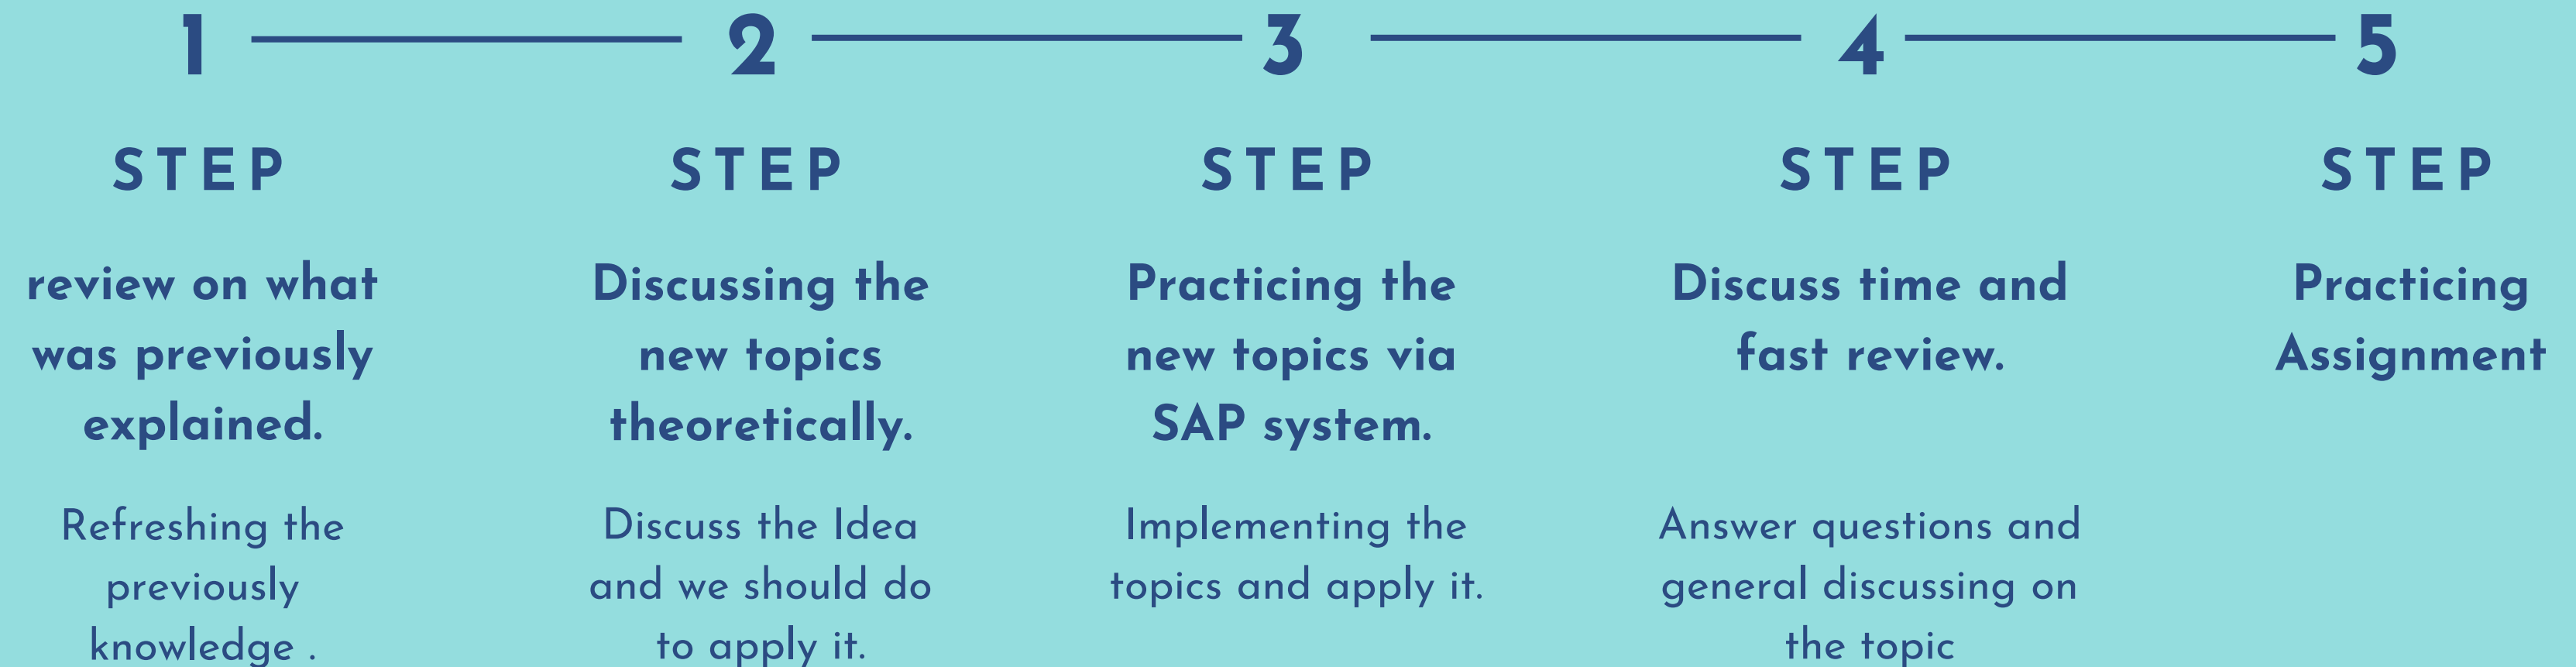 1
2
3
4
5
STEP
STEP
STEP
STEP
STEP
review on what
was previously
explained.
Discussing the
new topics
theoretically.
Practicing the
new topics via
SAP system.
Discuss time and
fast review.
Practicing
Assignment
Refreshing the
previously
knowledge .
Discuss the Idea
and we should do
to apply it.
Implementing the
topics and apply it.
Answer questions and
general discussing on
the topic